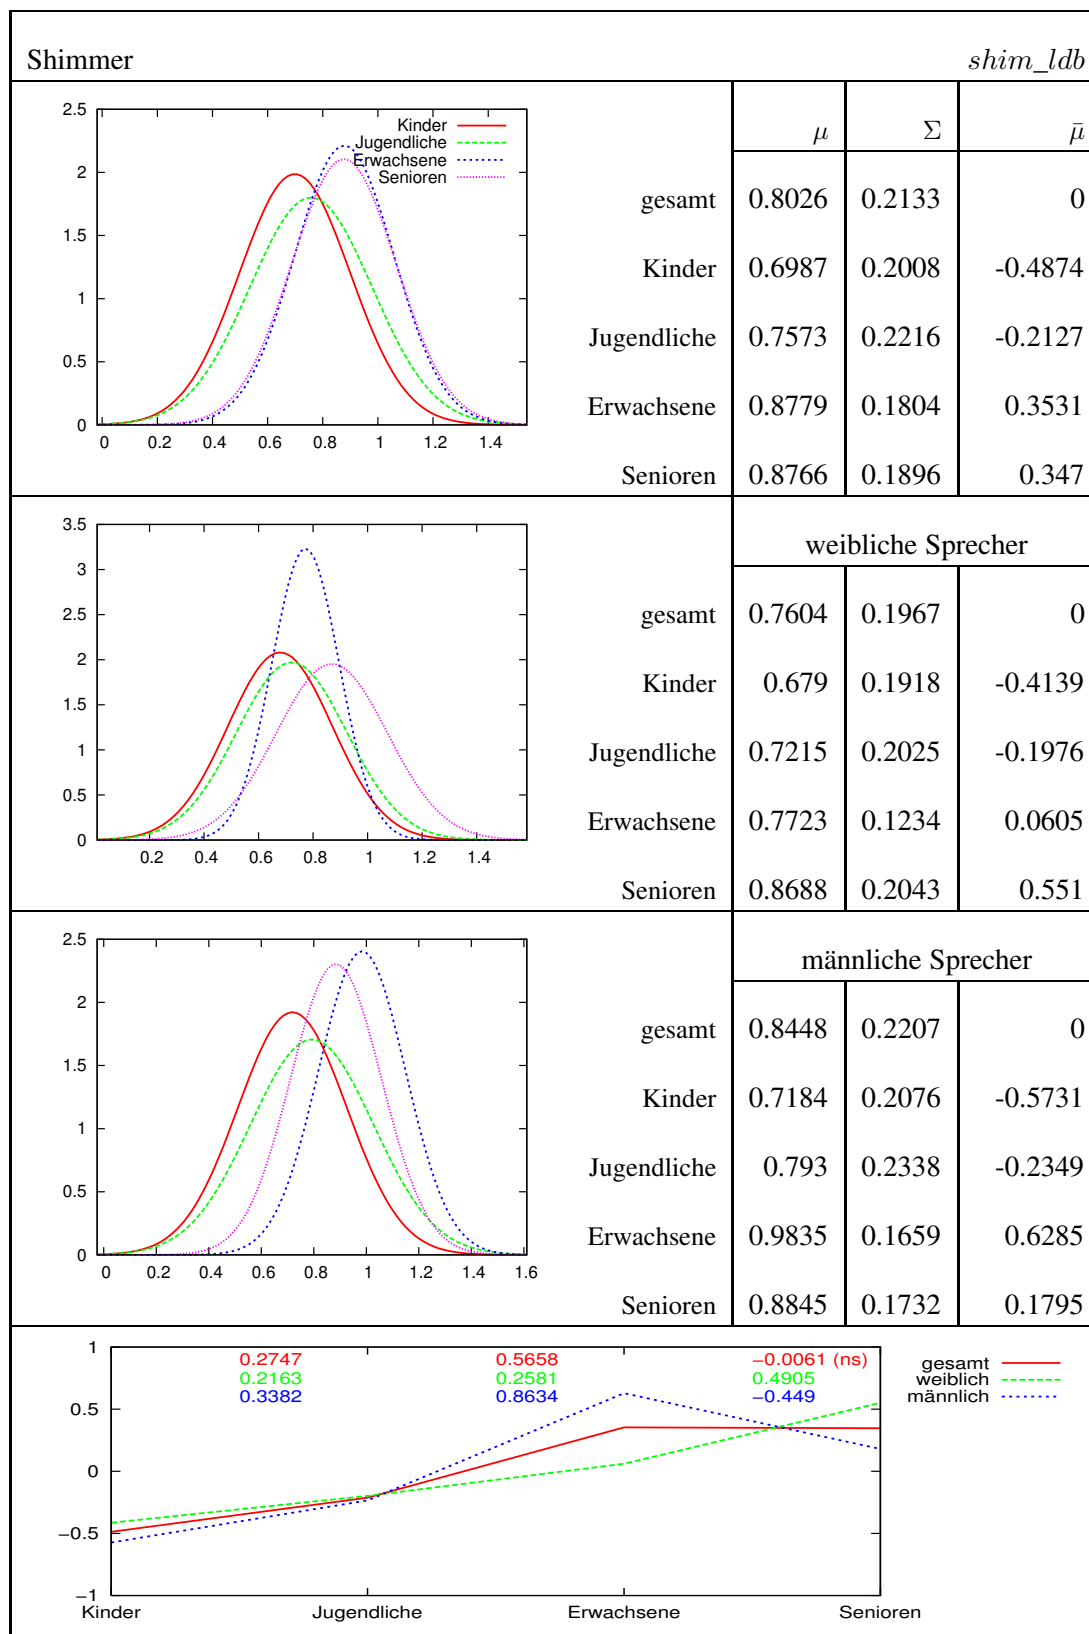 Shimmer shim_ldb
2.5
2
1.5
1
0.5
0
0 0.2 0.4 0.6 0.8 1 1.2 1.4
Kinder
Jugendliche
Erwachsene
Senioren
μ Σ μ̄
gesamt 0.8026 0.2133 0
Kinder 0.6987 0.2008 -0.4874
Jugendliche 0.7573 0.2216 -0.2127
Erwachsene 0.8779 0.1804 0.3531
Senioren 0.8766 0.1896 0.347
3.5
3
2.5
2
1.5
1
0.5
0
0.2 0.4 0.6 0.8 1 1.2 1.4
weibliche Sprecher
gesamt 0.7604 0.1967 0
Kinder 0.679 0.1918 -0.4139
Jugendliche 0.7215 0.2025 -0.1976
Erwachsene 0.7723 0.1234 0.0605
Senioren 0.8688 0.2043 0.551
2.5
2
1.5
1
0.5
0
0 0.2 0.4 0.6 0.8 1 1.2 1.4 1.6
männliche Sprecher
gesamt 0.8448 0.2207 0
Kinder 0.7184 0.2076 -0.5731
Jugendliche 0.793 0.2338 -0.2349
Erwachsene 0.9835 0.1659 0.6285
Senioren 0.8845 0.1732 0.1795
1
0.5
0
−0.5
−1
0.2747 0.5658 −0.0061 (ns)
0.2163 0.2581 0.4905
0.3382 0.8634 −0.449
gesamt
weiblich
männlich
Kinder Jugendliche Erwachsene Senioren